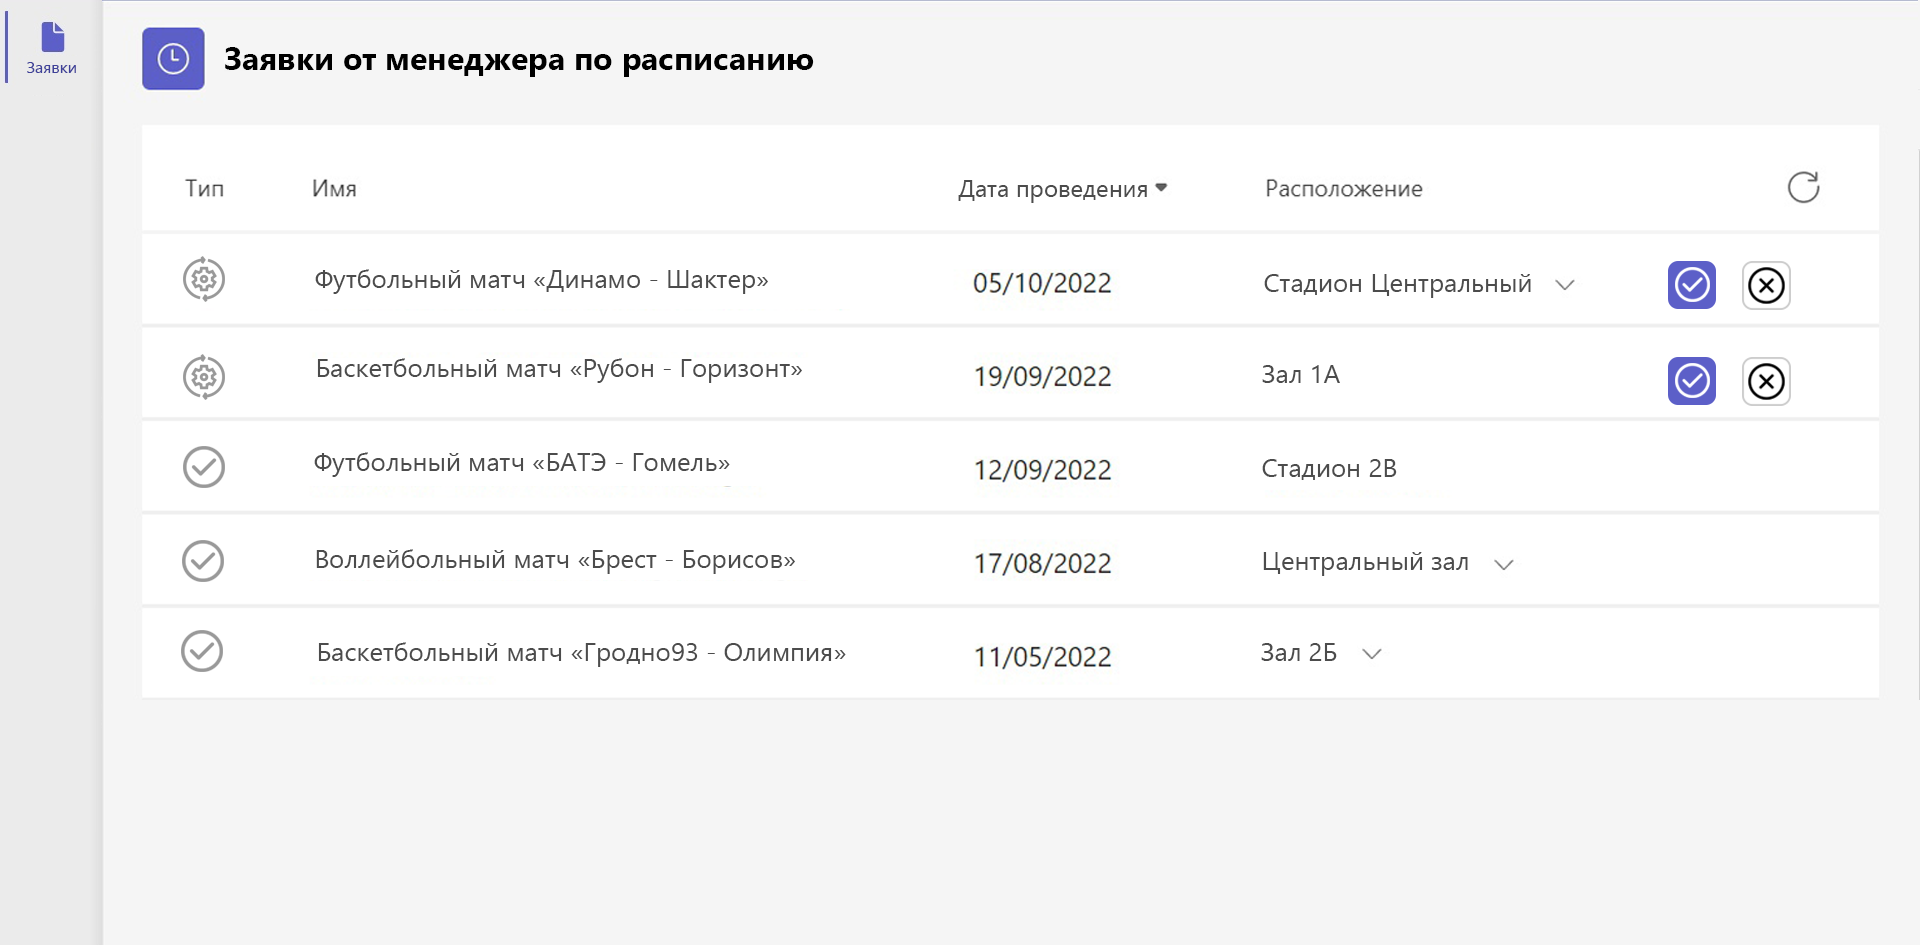 Заявки
Заявки от менеджера по расписанию
Тип Имя Дата проведения Расположение
Футбольный матч «Динамо - Шактер» 05/10/2022 Стадион Центральный
Баскетбольный матч «Рубон - Горизонт» 19/09/2022 Зал 1А
Футбольный матч «БАТЭ - Гомель» 12/09/2022 Стадион 2В
Воллейбольный матч «Брест - Борисов» 17/08/2022 Центральный зал
Баскетбольный матч «Гродно93 - Олимпия» 11/05/2022 Зал 2Б